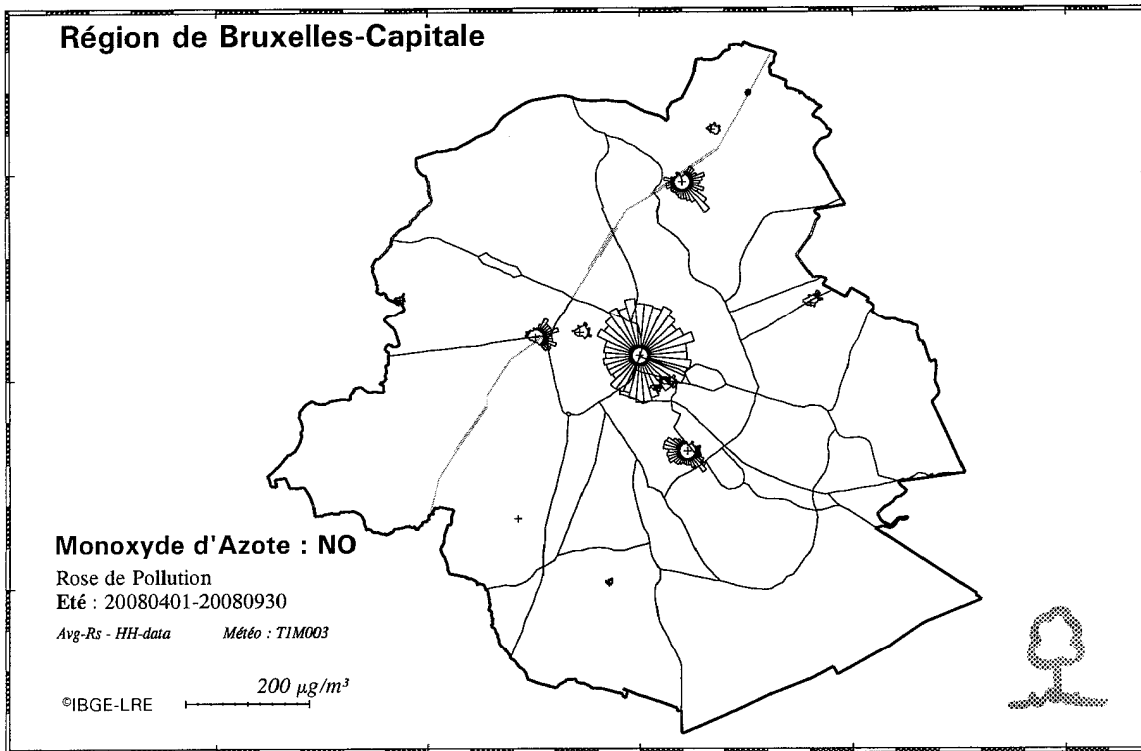 Région de Bruxelles-Capitale
Monoxyde d'Azote : NO
Rose de Pollution
Eté : 20080401-20080930
Avg-Rs - HH-data Météo : T1M003
200 µg/m³
©IBGE-LRE